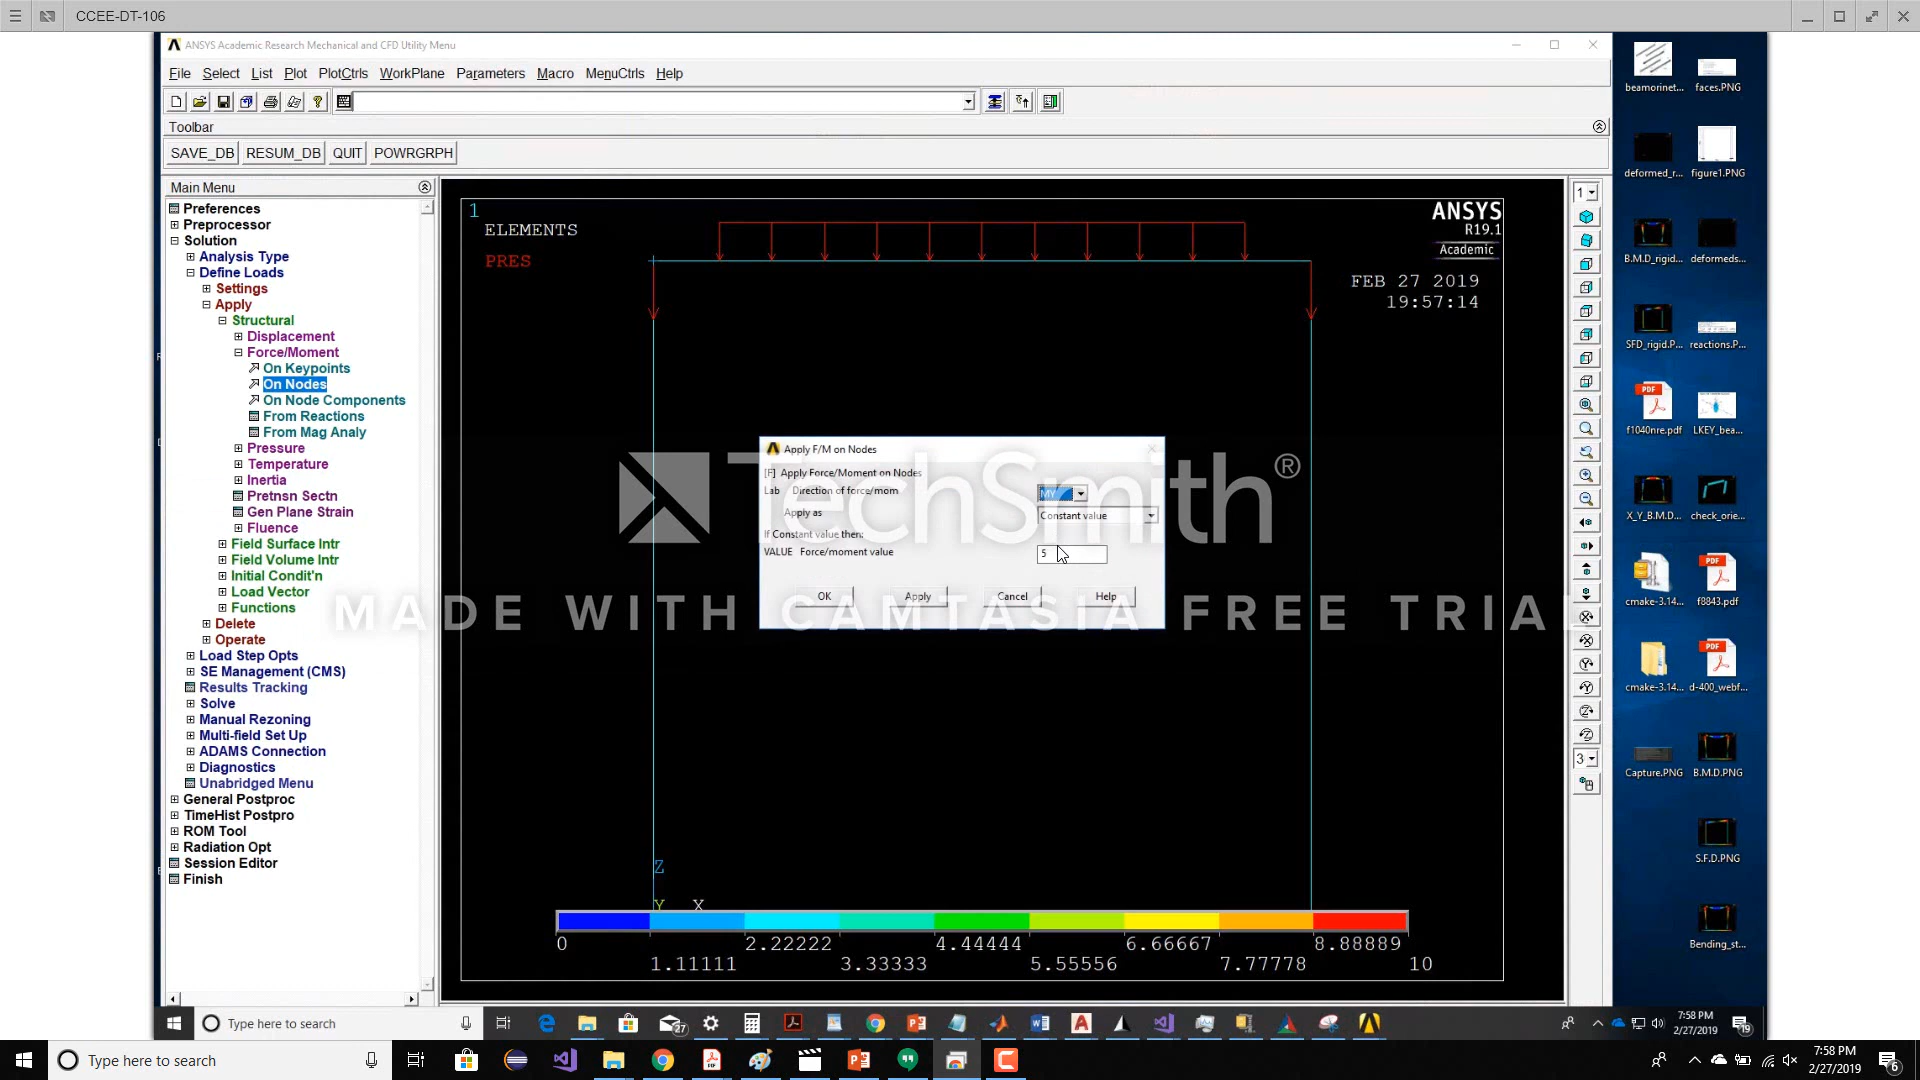 CCEE-DT-106
ANSYS Academic Research Mechanical and CFD Utility Menu
File Select List Plot PlotCtrls WorkPlane Parameters Macro MenuCtrls Help
Toolbar
SAVE_DB RESUM_DB QUIT POWRGRPH
Main Menu
Preferences
Preprocessor
Solution
Analysis Type
Define Loads
Settings
Apply
Structural
Displacement
Force/Moment
On Keypoints
On Nodes
On Node Components
From Reactions
From Mag Analy
Pressure
Temperature
Inertia
Pretnsn Sectn
Gen Plane Strain
Fluence
Field Surface Intr
Field Volume Intr
Initial Condit'n
Load Vector
Functions
Delete
Operate
Load Step Opts
SE Management (CMS)
Results Tracking
Solve
Manual Rezoning
Multi-field Set Up
ADAMS Connection
Diagnostics
Unabridged Menu
General Postproc
TimeHist Postpro
ROM Tool
Radiation Opt
Session Editor
Finish
1
ELEMENTS
PRES
ANSYS
R19.1
Academic
FEB 27 2019
19:57:14
Apply F/M on Nodes
[F] Apply Force/Moment on Nodes
Lab Direction of force/mom MY
Apply as Constant value
If Constant value then:
VALUE Force/moment value 5
OK Apply Cancel Help
TechSmith®
MADE WITH CAMTASIA FREE TRIAL
Z
Y X
0 2.22222 4.44444 6.66667 8.88889
1.11111 3.33333 5.55556 7.77778 10
1
3
beamorinet... faces.PNG
deformed_r... figure1.PNG
B.M.D_rigid... deformeds...
SFD_rigid.P... reactions.P...
f1040nre.pdf LKEY_bea...
X_Y_B.M.D... check_orie...
cmake-3.14... f8843.pdf
cmake-3.14... d-400_webf...
Capture.PNG B.M.D.PNG
S.F.D.PNG
Bending_st...
Type here to search
27
7:58 PM
2/27/2019
19
Type here to search
7:58 PM
2/27/2019
6